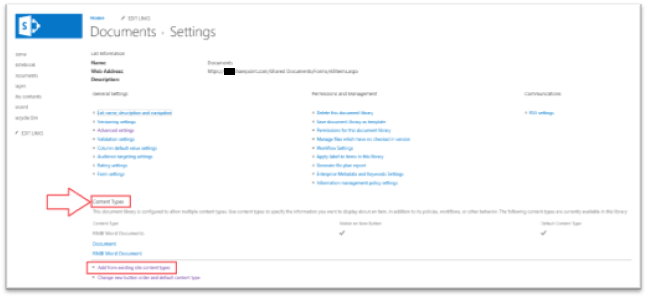 S
Home EDIT LINKS
Documents › Settings
List Information
Name: Documents
Web Address: https:// sharepoint.com/Shared Documents/Forms/AllItems.aspx
Description:
General Settings Permissions and Management Communications
List name, description and navigation Delete this document library RSS settings
Versioning settings Save document library as template
Advanced settings Permissions for this document library
Validation settings Manage files which have no checked in version
Column default value settings Workflow Settings
Audience targeting settings Apply label to items in this library
Rating settings Generate file plan report
Form settings Enterprise Metadata and Keywords Settings
Information management policy settings
Home
Notebook
Documents
Pages
Site contents
Recycle Bin
EDIT LINKS
Content Types
This document library is configured to allow multiple content types. Use content types to specify the information you want to display about an item, in addition to its policies, workflows, or other behavior. The following content types are currently available in this library:
Content Type Visible on New Button Default Content Type
Word Documents
Document
Word Document
Add from existing site content types
Change new button order and default content type